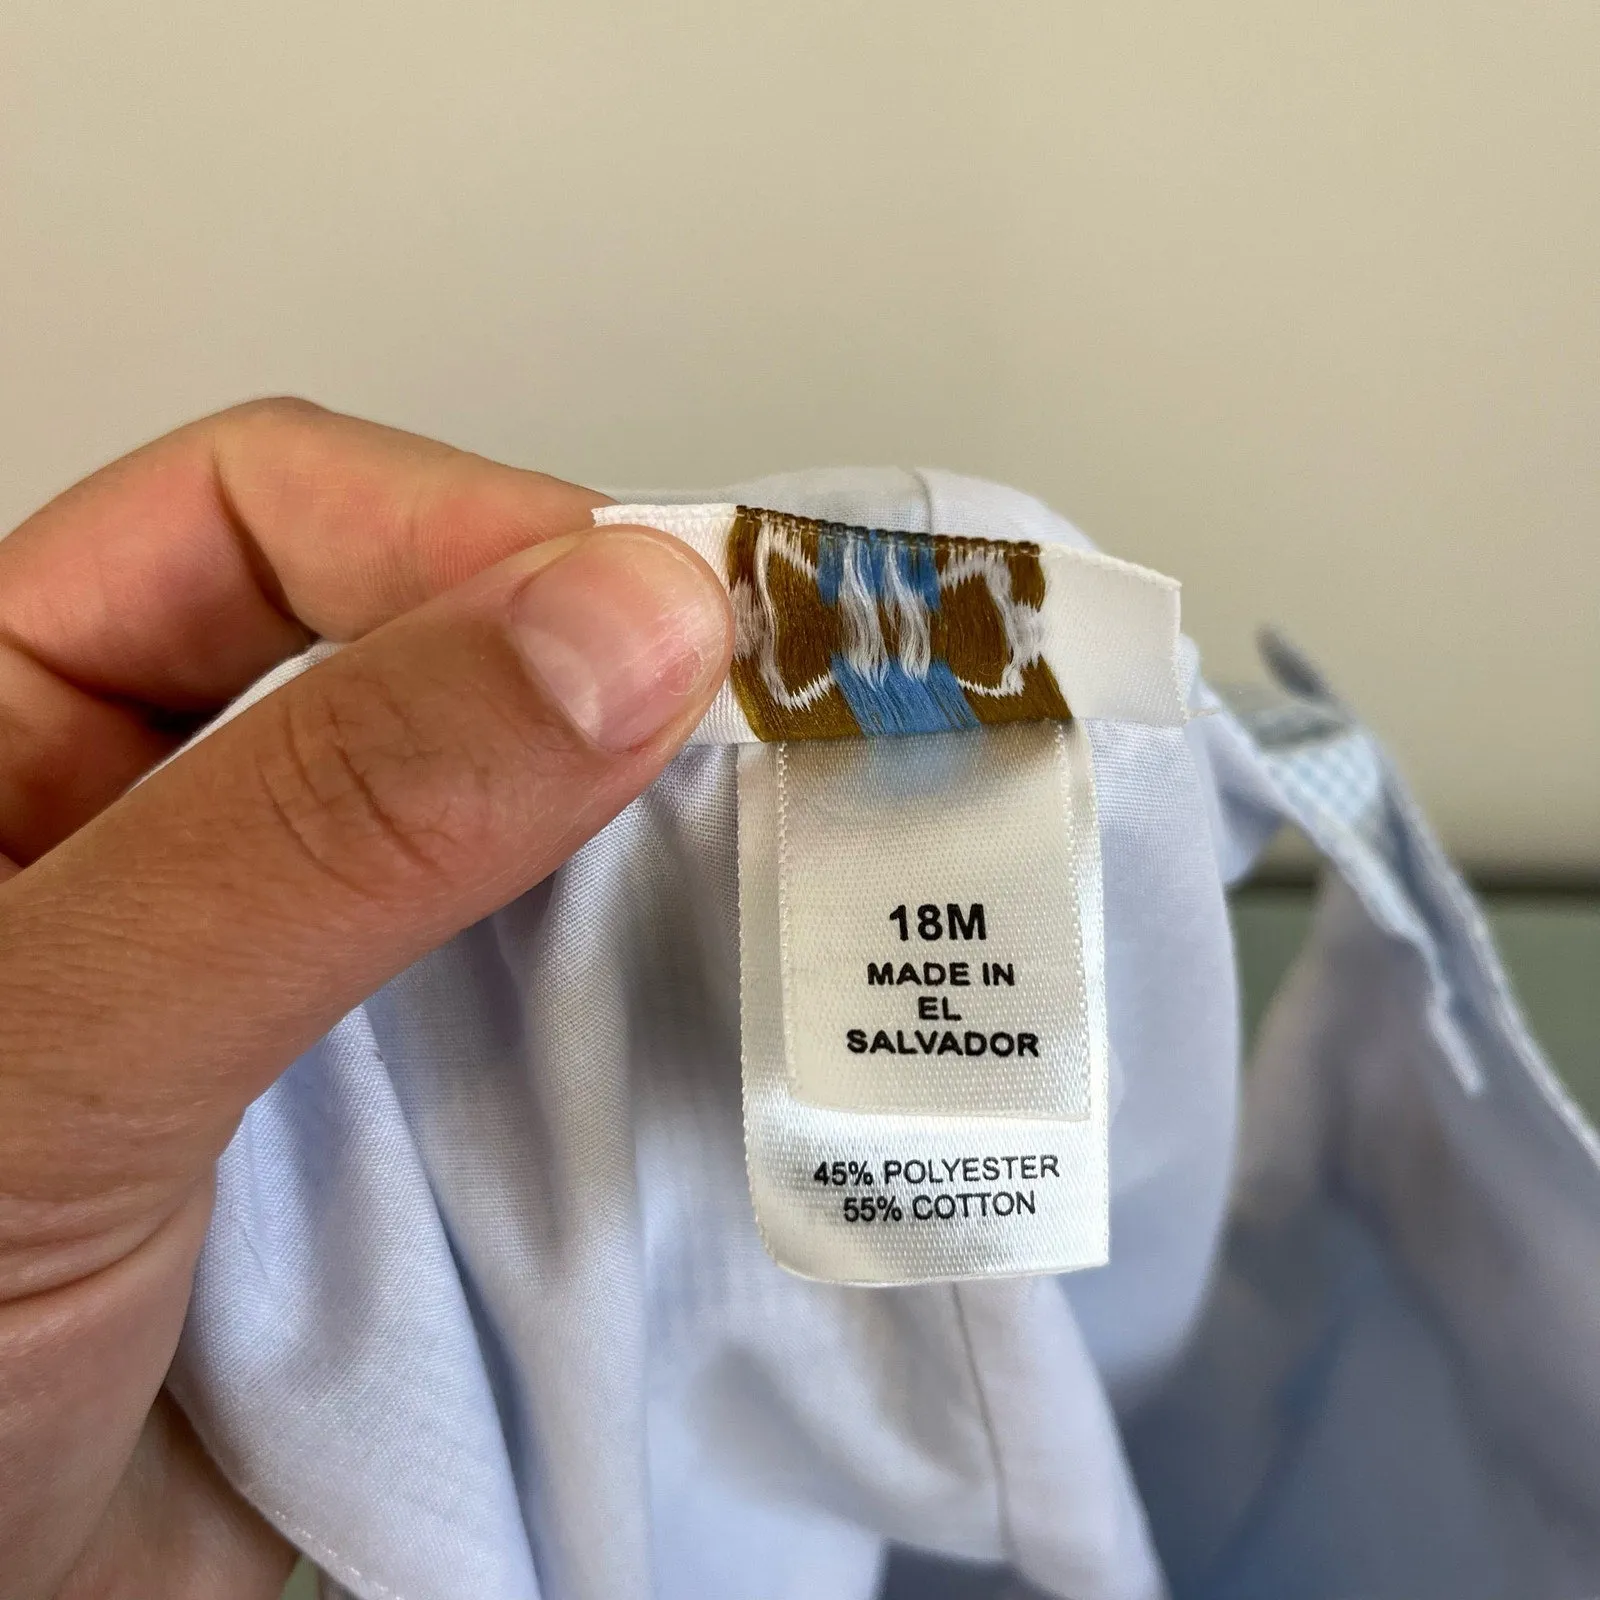 18M
MADE IN
EL
SALVADOR
45% POLYESTER
55% COTTON